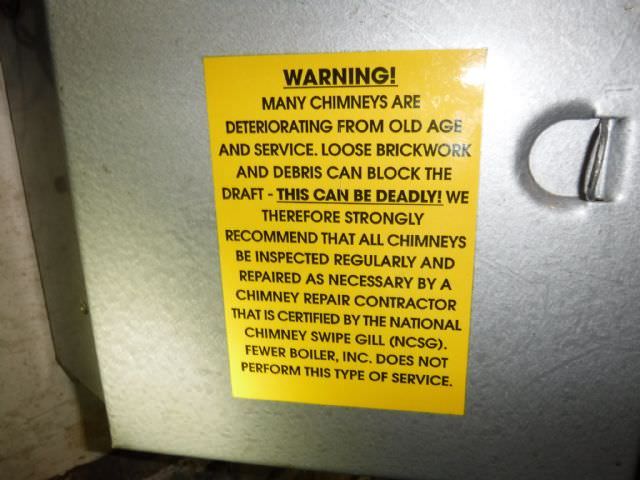 WARNING!
MANY CHIMNEYS ARE
DETERIORATING FROM OLD AGE
AND SERVICE. LOOSE BRICKWORK
AND DEBRIS CAN BLOCK THE
DRAFT - THIS CAN BE DEADLY! WE
THEREFORE STRONGLY
RECOMMEND THAT ALL CHIMNEYS
BE INSPECTED REGULARLY AND
REPAIRED AS NECESSARY BY A
CHIMNEY REPAIR CONTRACTOR
THAT IS CERTIFIED BY THE NATIONAL
CHIMNEY SWIPE GILL (NCSG).
FEWER BOILER, INC. DOES NOT
PERFORM THIS TYPE OF SERVICE.